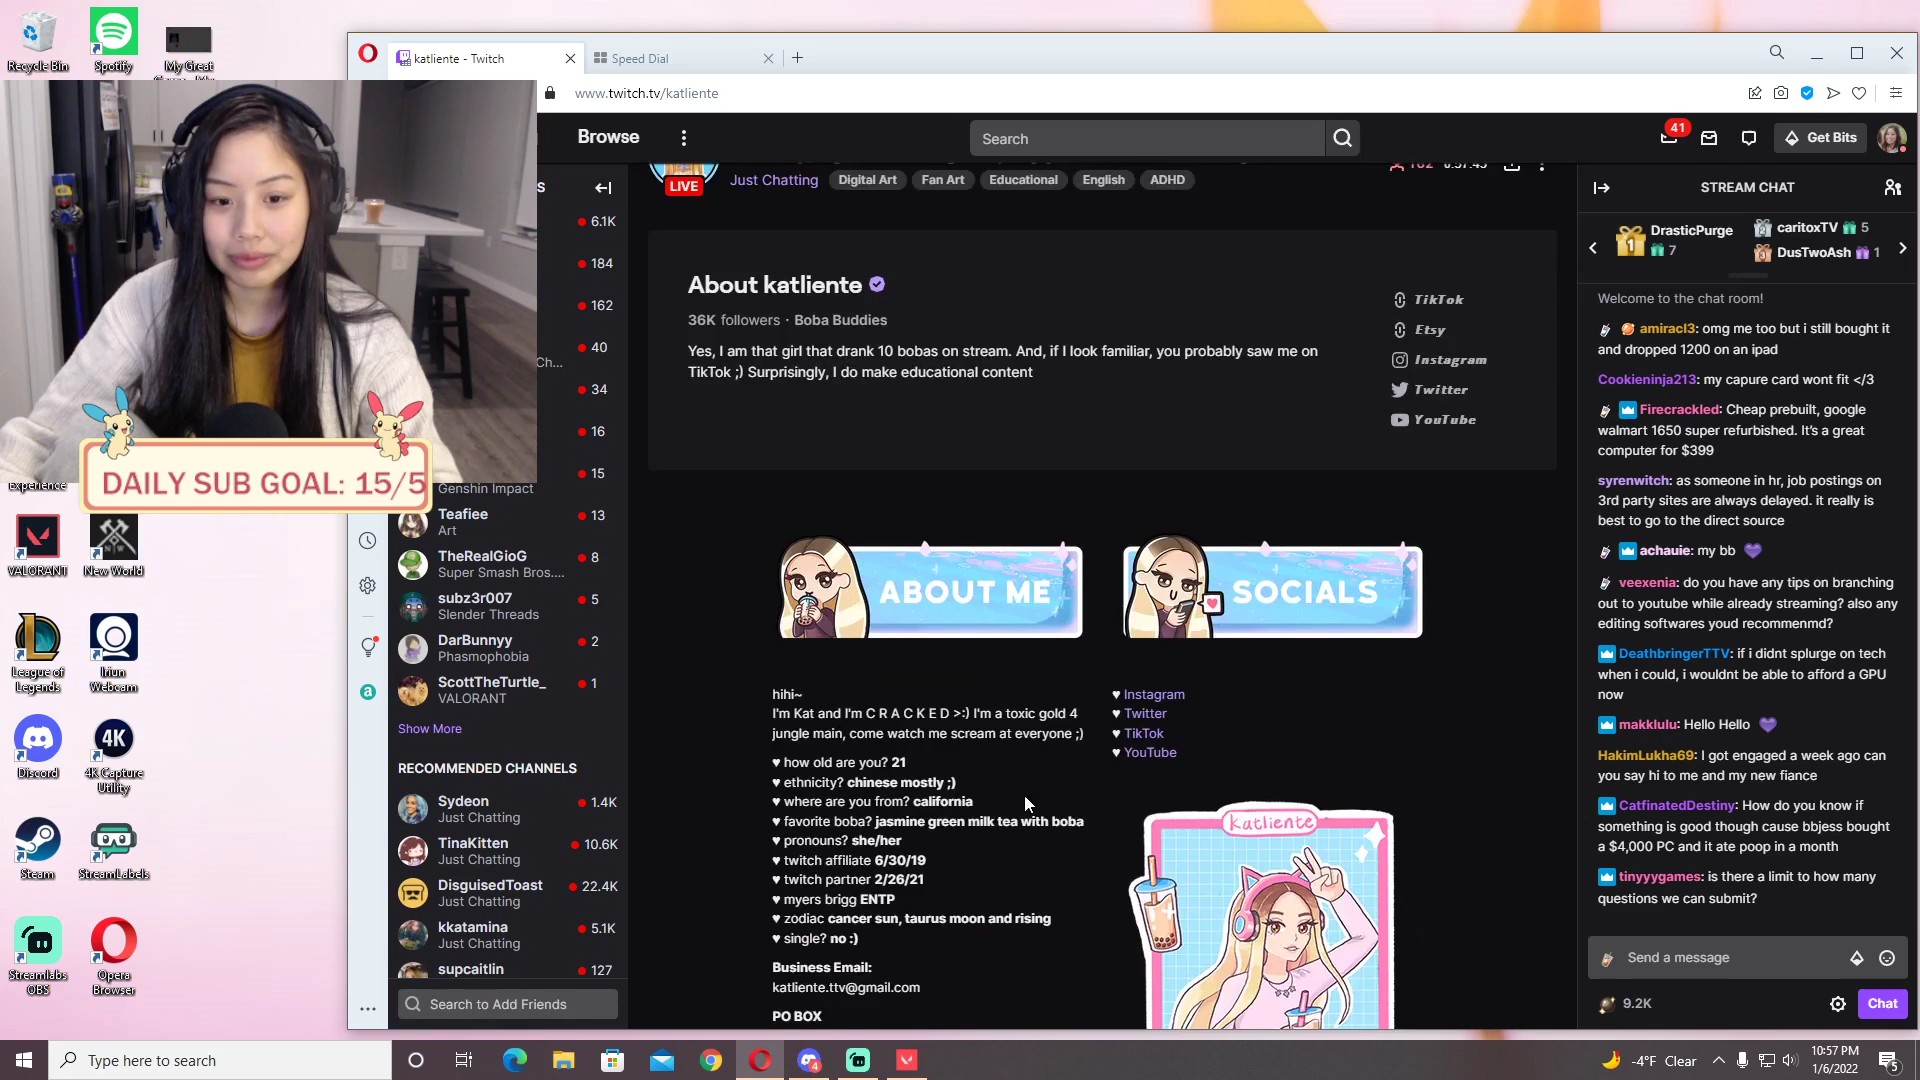 Recycle Bin
Spotify
My Great
katliente - Twitch
Speed Dial
www.twitch.tv/katliente
Browse
Search
41
Get Bits
LIVE
Just Chatting
Digital Art
Fan Art
Educational
English
ADHD
S
6.1K
184
162
40
Ch...
34
16
15
Genshin Impact
Teafiee
13
Art
TheRealGioG
8
Super Smash Bros....
subz3r007
5
Slender Threads
DarBunnyy
2
Phasmophobia
ScottTheTurtle_
1
VALORANT
Show More
RECOMMENDED CHANNELS
Sydeon
1.4K
Just Chatting
TinaKitten
10.6K
Just Chatting
DisguisedToast
22.4K
Just Chatting
kkatamina
5.1K
Just Chatting
supcaitlin
127
Search to Add Friends
DAILY SUB GOAL: 15/5
Experience
VALORANT
New World
League of
Legends
Iriun
Webcam
Discord
4K
4K Capture
Utility
Steam
StreamLabels
Streamlabs
OBS
Opera
Browser
About katliente
36K followers · Boba Buddies
Yes, I am that girl that drank 10 bobas on stream. And, if I look familiar, you probably saw me on
TikTok ;) Surprisingly, I do make educational content
TikTok
Etsy
Instagram
Twitter
YouTube
ABOUT ME
SOCIALS
hihi~
I'm Kat and I'm C R A C K E D >:) I'm a toxic gold 4
jungle main, come watch me scream at everyone ;)
♥ how old are you? 21
♥ ethnicity? chinese mostly ;)
♥ where are you from? california
♥ favorite boba? jasmine green milk tea with boba
♥ pronouns? she/her
♥ twitch affiliate 6/30/19
♥ twitch partner 2/26/21
♥ myers brigg ENTP
♥ zodiac cancer sun, taurus moon and rising
♥ single? no :)
Business Email:
katliente.ttv@gmail.com
PO BOX
♥ Instagram
♥ Twitter
♥ TikTok
♥ YouTube
katliente
STREAM CHAT
1
DrasticPurge
7
caritoxTV 5
DusTwoAsh 1
Welcome to the chat room!
amiracl3: omg me too but i still bought it
and dropped 1200 on an ipad
Cookieninja213: my capure card wont fit </3
Firecrackled: Cheap prebuilt, google
walmart 1650 super refurbished. It's a great
computer for $399
syrenwitch: as someone in hr, job postings on
3rd party sites are always delayed. it really is
best to go to the direct source
achauie: my bb
veexenia: do you have any tips on branching
out to youtube while already streaming? also any
editing softwares youd recommenmd?
DeathbringerTTV: if i didnt splurge on tech
when i could, i wouldnt be able to afford a GPU
now
makklulu: Hello Hello
HakimLukha69: I got engaged a week ago can
you say hi to me and my new fiance
CatfinatedDestiny: How do you know if
something is good though cause bbjess bought
a $4,000 PC and it ate poop in a month
tinyyygames: is there a limit to how many
questions we can submit?
Send a message
9.2K
Chat
Type here to search
4
-4°F Clear
10:57 PM
1/6/2022
5